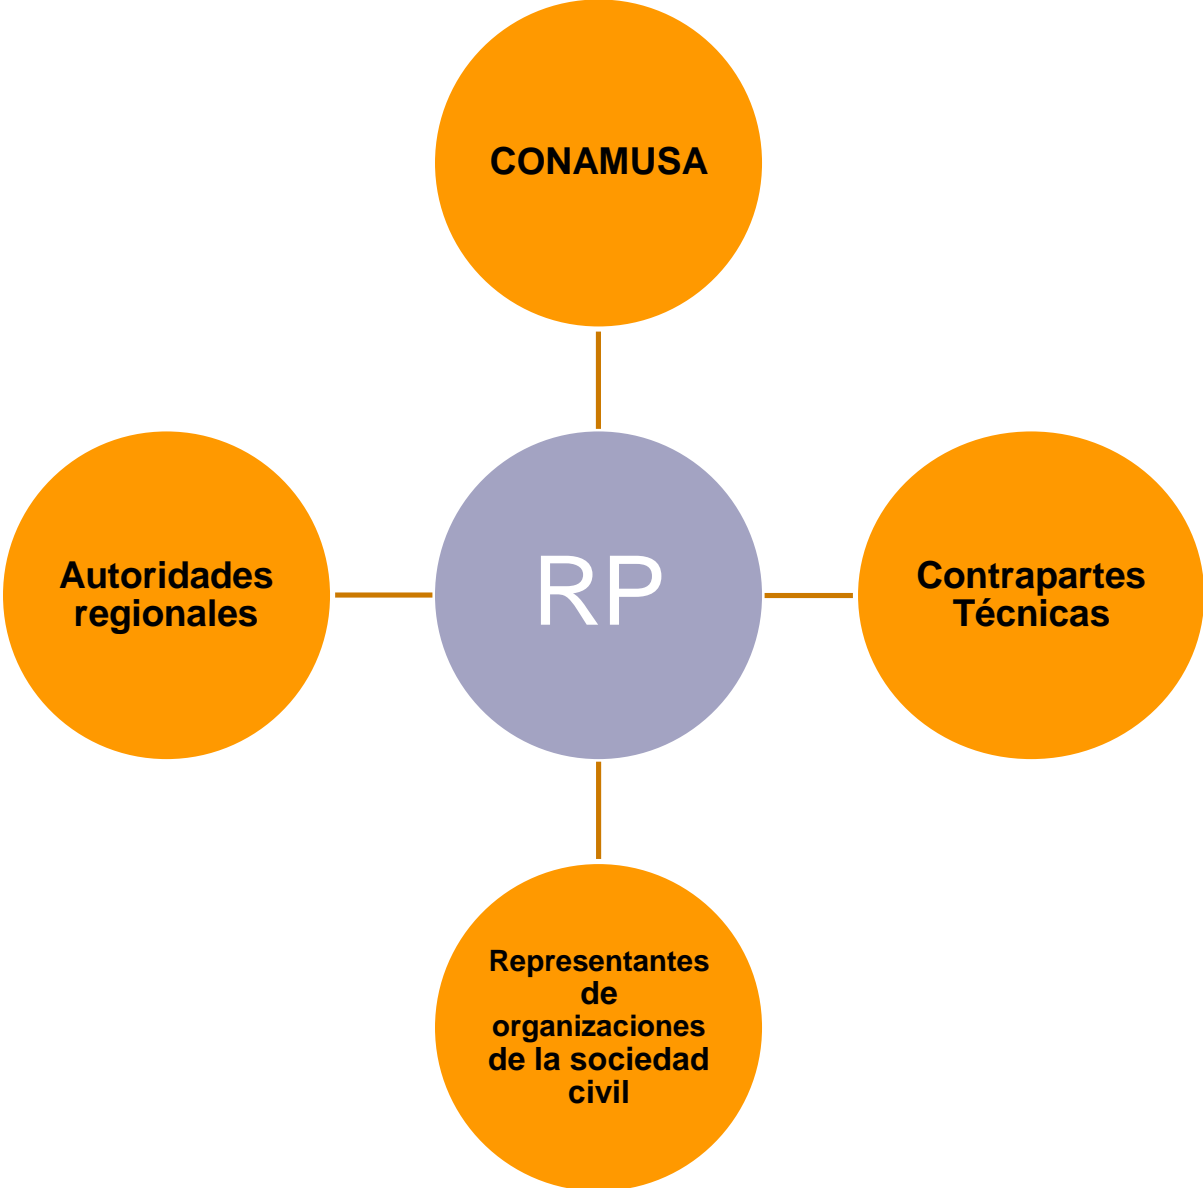 CONAMUSA
Autoridades
regionales
RP
Contrapartes
Técnicas
Representantes
de
organizaciones
de la sociedad
civil